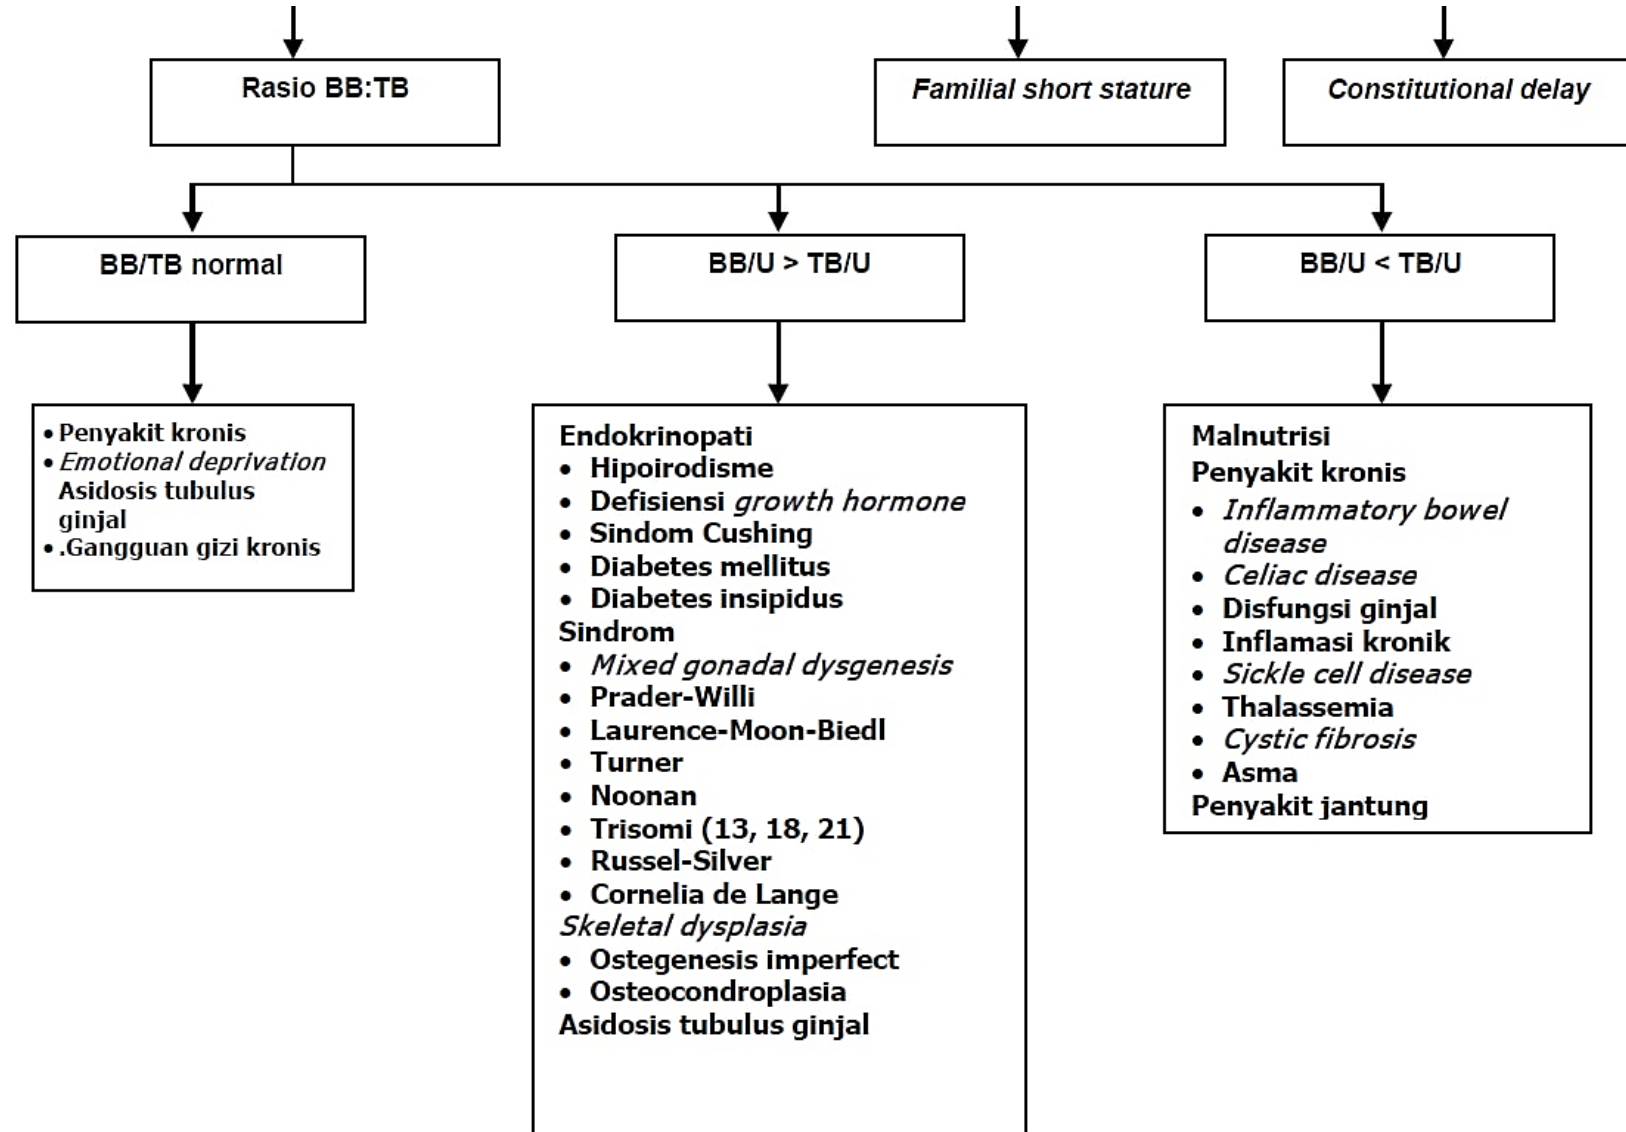 Rasio BB:TB
Familial short stature
Constitutional delay
BB/TB normal
BB/U > TB/U
BB/U < TB/U
• Penyakit kronis
• Emotional deprivation
Asidosis tubulus
ginjal
• .Gangguan gizi kronis
Endokrinopati
• Hipoirodisme
• Defisiensi growth hormone
• Sindom Cushing
• Diabetes mellitus
• Diabetes insipidus
Sindrom
• Mixed gonadal dysgenesis
• Prader-Willi
• Laurence-Moon-Biedl
• Turner
• Noonan
• Trisomi (13, 18, 21)
• Russel-Silver
• Cornelia de Lange
Skeletal dysplasia
• Ostegenesis imperfect
• Osteocondroplasia
Asidosis tubulus ginjal
Malnutrisi
Penyakit kronis
• Inflammatory bowel
disease
• Celiac disease
• Disfungsi ginjal
• Inflamasi kronik
• Sickle cell disease
• Thalassemia
• Cystic fibrosis
• Asma
Penyakit jantung